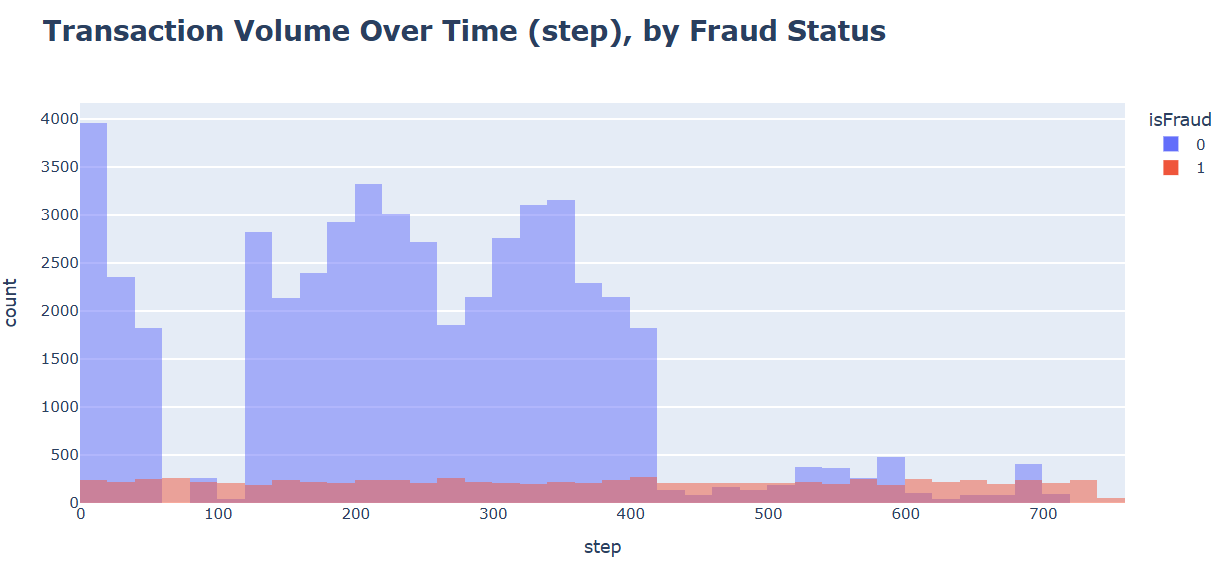 Transaction Volume Over Time (step), by Fraud Status
isFraud
0
1
count
4000
3500
3000
2500
2000
1500
1000
500
0
0 100 200 300 400 500 600 700
step